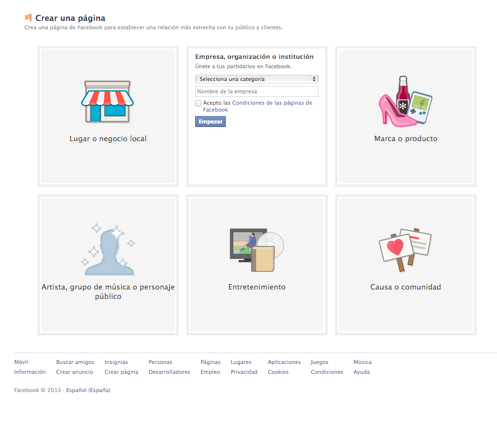 Crear una página
Crea una página de Facebook para establecer una relación más estrecha con tu público y clientes.
Lugar o negocio local
Empresa, organización o institución
Únete a tus partidarios en Facebook.
Selecciona una categoría
Nombre de la empresa
Acepto las Condiciones de las páginas de
Facebook
Empezar
Marca o producto
Artista, grupo de música o personaje
público
Entretenimiento
Causa o comunidad
Móvil Buscar amigos Insignias Personas Páginas Lugares Aplicaciones Juegos Música
Información Crear anuncio Crear página Desarrolladores Empleo Privacidad Cookies Condiciones Ayuda
Facebook © 2013 · Español (España)